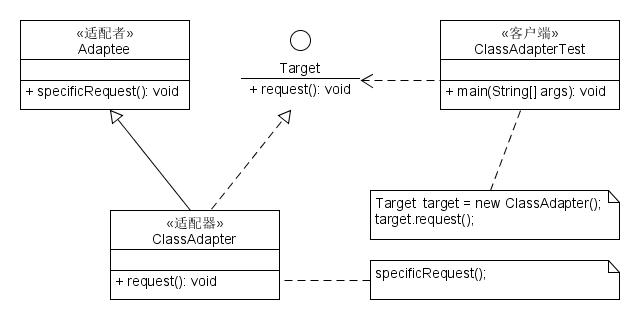 《适配者》
Adaptee
+ specificRequest(): void
Target
+ request(): void
《客户端》
ClassAdapterTest
+ main(String[] args): void
Target target = new ClassAdapter();
target.request();
《适配器》
ClassAdapter
+ request(): void
specificRequest();